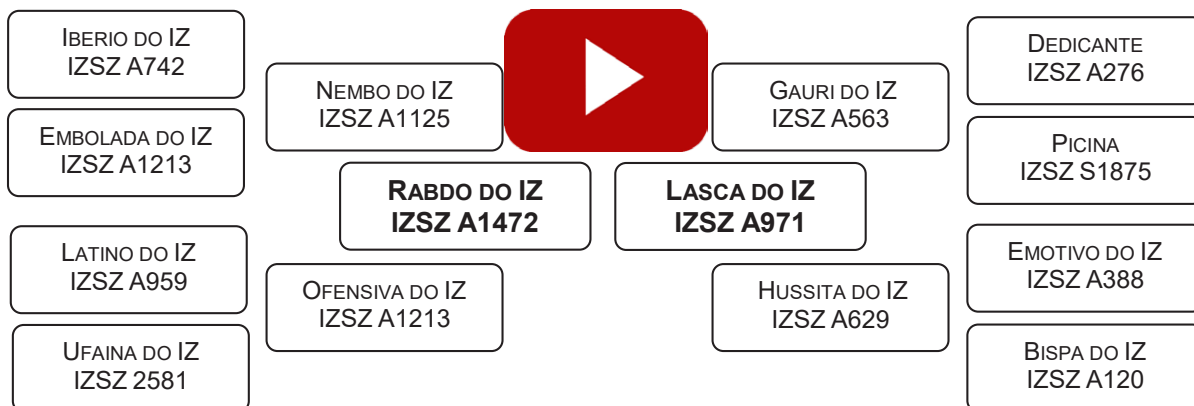 IBERIO DO IZ
IZSZ A742
EMBOLADA DO IZ
IZSZ A1213
LATINO DO IZ
IZSZ A959
UFAINA DO IZ
IZSZ 2581
NEMBO DO IZ
IZSZ A1125
OFENSIVA DO IZ
IZSZ A1213
RABDO DO IZ
IZSZ A1472
LASCA DO IZ
IZSZ A971
GAURI DO IZ
IZSZ A563
HUSSITA DO IZ
IZSZ A629
DEDICANTE
IZSZ A276
PICINA
IZSZ S1875
EMOTIVO DO IZ
IZSZ A388
BISPA DO IZ
IZSZ A120